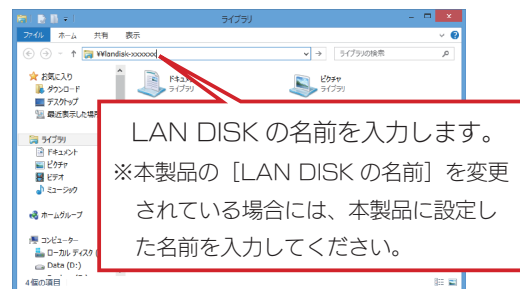 ライブラリ
ファイル ホーム 共有 表示
¥¥landisk-xxxxxx
ライブラリの検索
お気に入り
ダウンロード
デスクトップ
最近表示した場所
ライブラリ
ドキュメント
ピクチャ
ビデオ
ミュージック
ホームグループ
コンピューター
ローカル ディスク (
Data (D:)
4 個の項目
ドキュメント
ライブラリ
ピクチャ
ライブラリ
LAN DISK の名前を入力します。
※本製品の［LAN DISK の名前］を変更
されている場合には、本製品に設定し
た名前を入力してください。